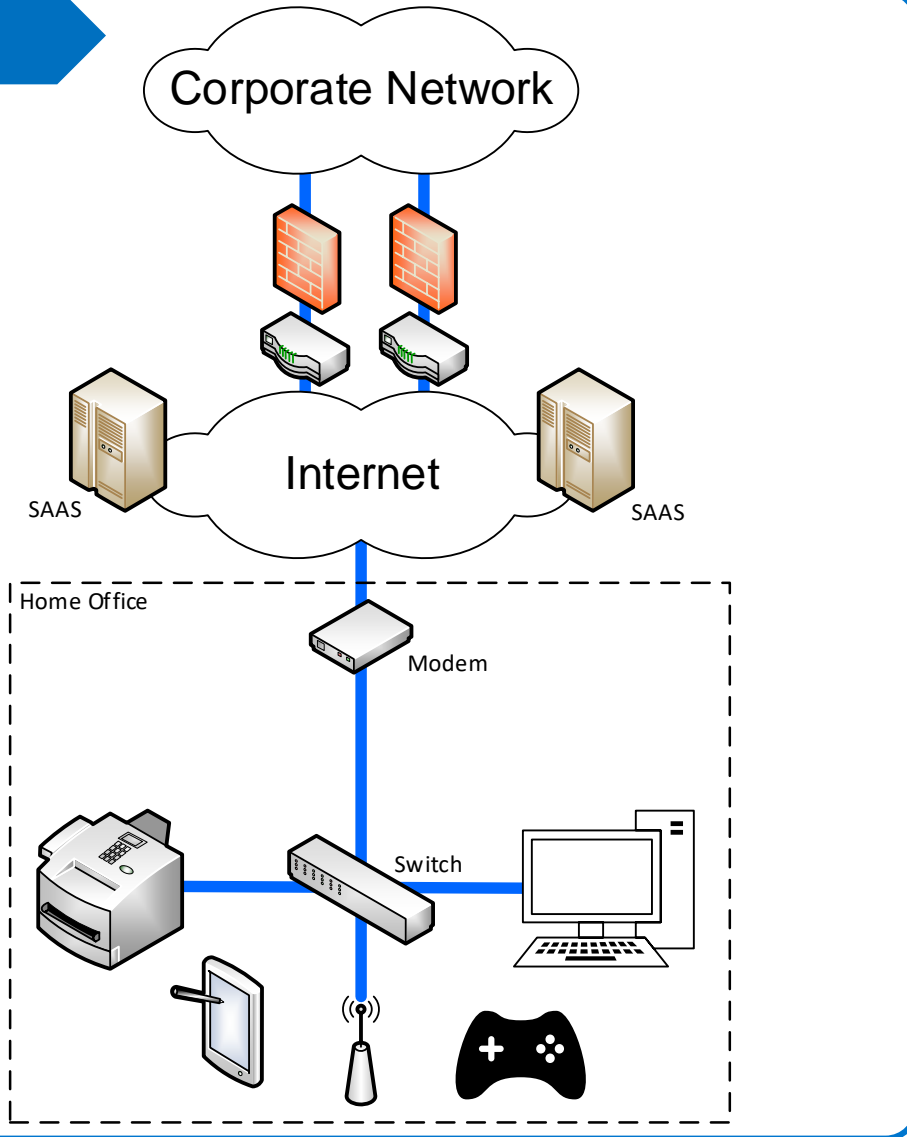 Corporate Network
Internet
SAAS
SAAS
Home Office
Modem
Switch